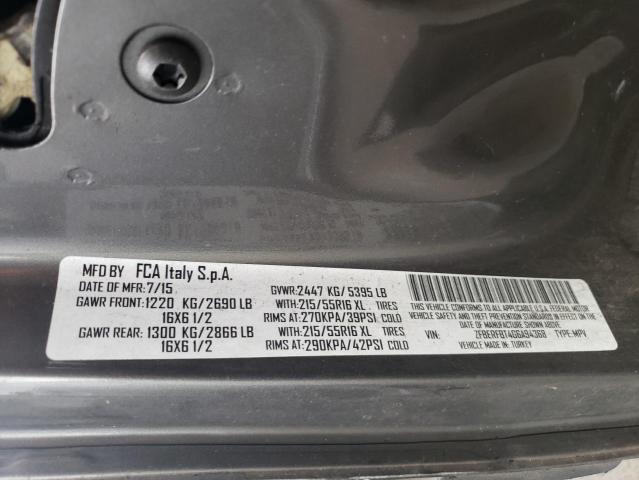 MFD BY FCA Italy S.p.A.
DATE OF MFR: 7/15 GVWR: 2447 KG/ 5395 LB
GAWR FRONT: 1220 KG/2690 LB WITH: 215/55R16 XL TIRES
16X6 1/2 RIMS AT: 270KPA/39PSI COLD
GAWR REAR: 1300 KG/2866 LB WITH: 215/55R16 XL TIRES
16X6 1/2 RIMS AT: 290KPA/42PSI COLD
THIS VEHICLE CONFORMS TO ALL APPLICABLE U.S.A. FEDERAL MOTOR
VEHICLE SAFETY AND THEFT PREVENTION STANDARDS IN EFFECT ON THE
DATE OF MANUFACTURE SHOWN ABOVE.
VIN: ZFBERFBT4G6A94368 TYPE: MPV
VEHICLE MADE IN: TURKEY